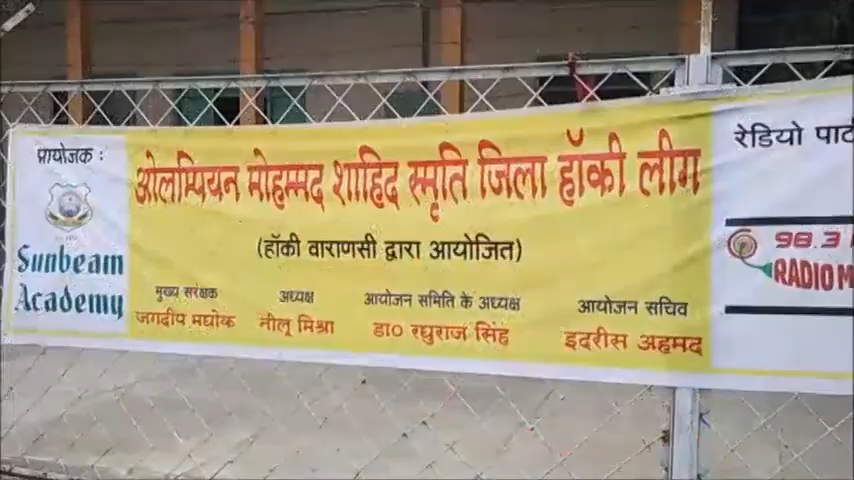 प्रायोजक :
Sunbeam
Academy
ओलम्पियन मोहम्मद शाहिद स्मृति जिला हॉकी लीग
(हॉकी वाराणसी द्वारा आयोजित)
मुख्य संरक्षक
जगदीप मघोक
अध्यक्ष
नीलू मिश्रा
आयोजन समिति के अध्यक्ष
डा० रघुराज सिंह
आयोजन सचिव
इदरीस अहमद
रेडियो
98.3
RADIO